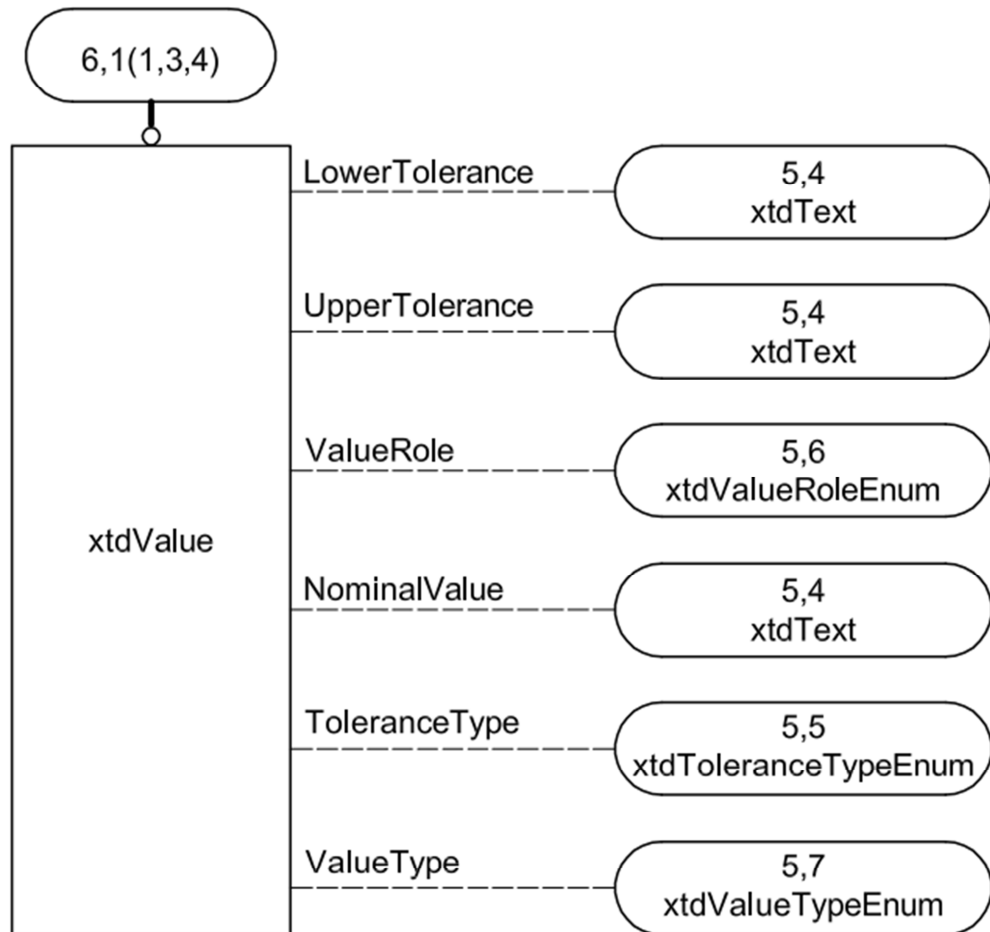 6,1(1,3,4)
LowerTolerance
5,4
xtdText
UpperTolerance
5,4
xtdText
ValueRole
5,6
xtdValueRoleEnum
xtdValue
NominalValue
5,4
xtdText
ToleranceType
5,5
xtdToleranceTypeEnum
ValueType
5,7
xtdValueTypeEnum